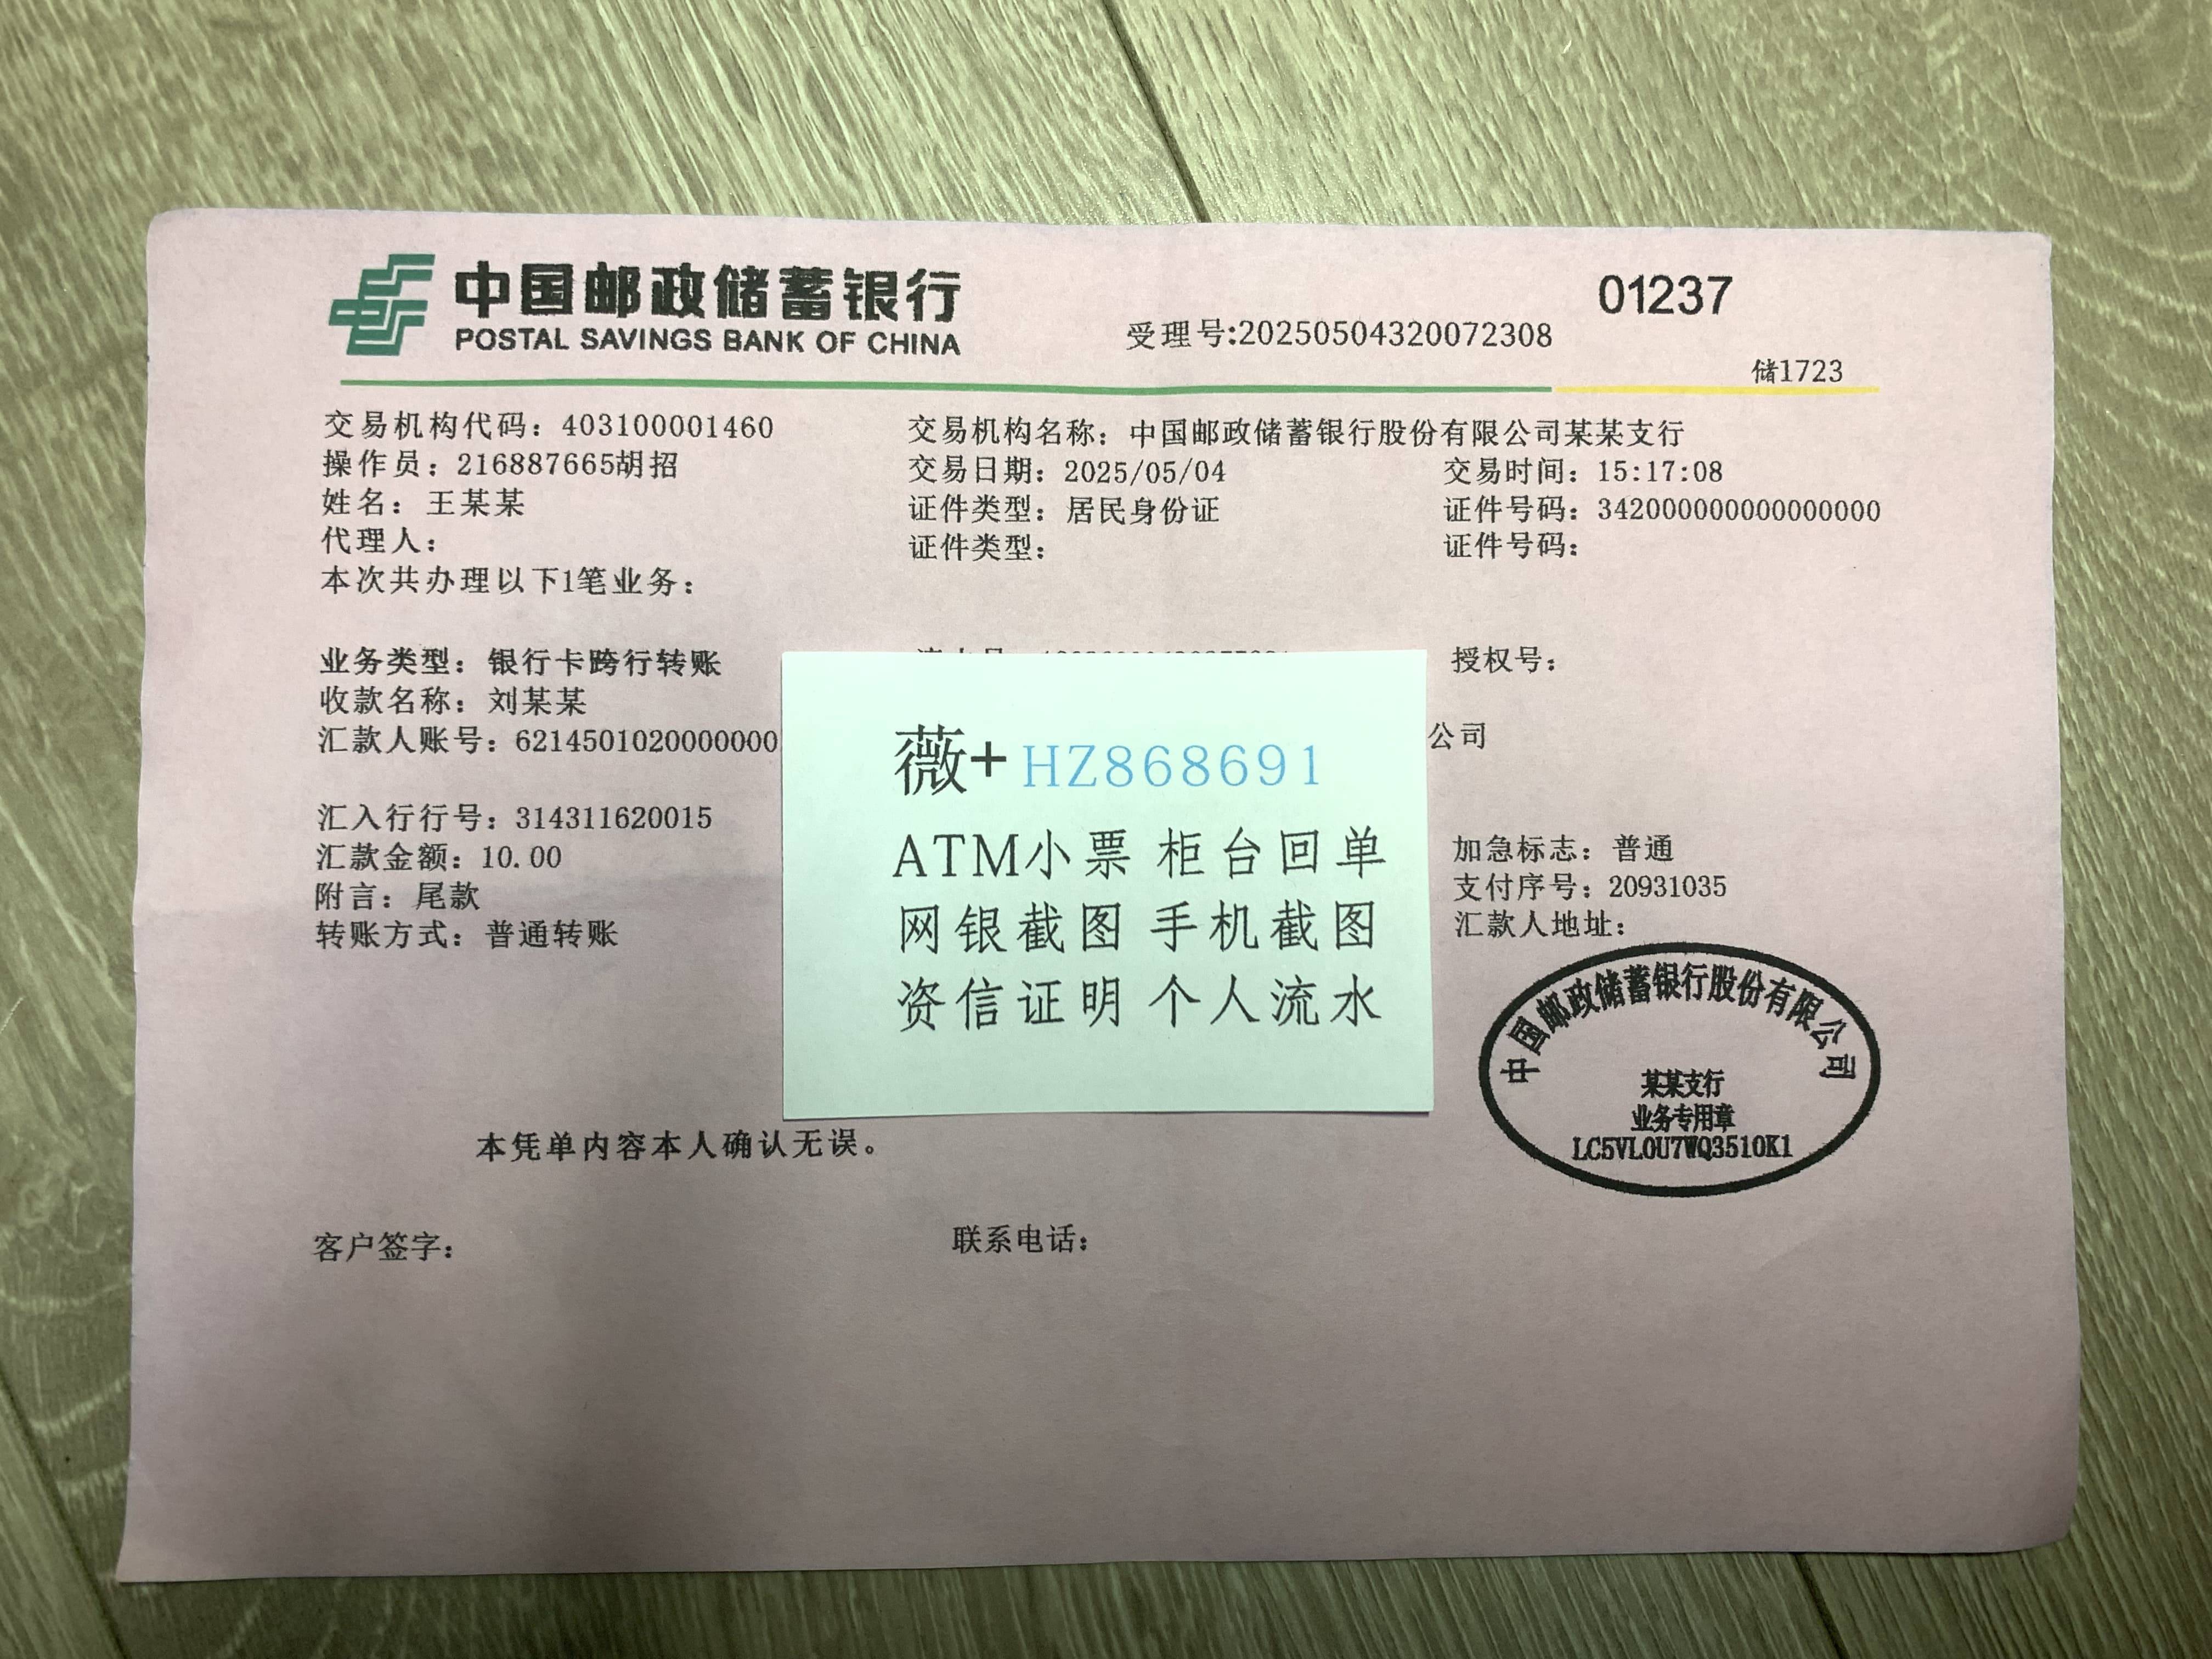 中国邮政储蓄银行
POSTAL SAVINGS BANK OF CHINA
受理号:20250504320072308
01237
储1723
交易机构代码：403100001460
交易机构名称：中国邮政储蓄银行股份有限公司某某支行
操作员：216887665胡招
交易日期：2025/05/04
交易时间：15:17:08
姓名：王某某
证件类型：居民身份证
证件号码：342000000000000000
代理人：
证件类型：
证件号码：
本次共办理以下1笔业务：
业务类型：银行卡跨行转账
授权号：
收款名称：刘某某
汇款人账号：6214501020000000
公司
汇入行行号：314311620015
汇款金额：10.00
加急标志：普通
附言：尾款
支付序号：20931035
转账方式：普通转账
汇款人地址：
薇+HZ868691
ATM小票 柜台回单
网银截图 手机截图
资信证明 个人流水
中国邮政储蓄银行股份有限公司
某某支行
业务专用章
LC5VL0U7WQ3510K1
本凭单内容本人确认无误。
客户签字：
联系电话：